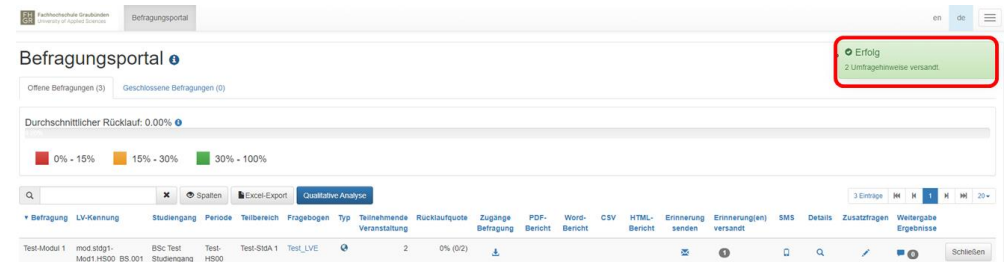 FH GR Fachhochschule Graubünden
University of Applied Sciences
Befragungsportal
en de
Befragungsportal
Erfolg
2 Umfragehinweise versandt.
Offene Befragungen (3) Geschlossene Befragungen (0)
Durchschnittlicher Rücklauf: 0.00%
0% - 15% 15% - 30% 30% - 100%
Spalten Excel-Export Qualitative Analyse 3 Einträge 1 20
Befragung LV-Kennung Studiengang Periode Teilbereich Fragebogen Typ Teilnehmende Rücklaufquote Zugänge PDF- Word- CSV HTML- Erinnerung Erinnerung(en) SMS Details Zusatzfragen Weitergabe
Veranstaltung Befragung Bericht Bericht Bericht senden versandt Ergebnisse
Test-Modul 1 mod.stdg1- BSc Test Test- Test-StdA 1 Test_LVE 2 0% (0/2) 1 0 Schließen
Mod1.HS00_BS.001 Studiengang HS00